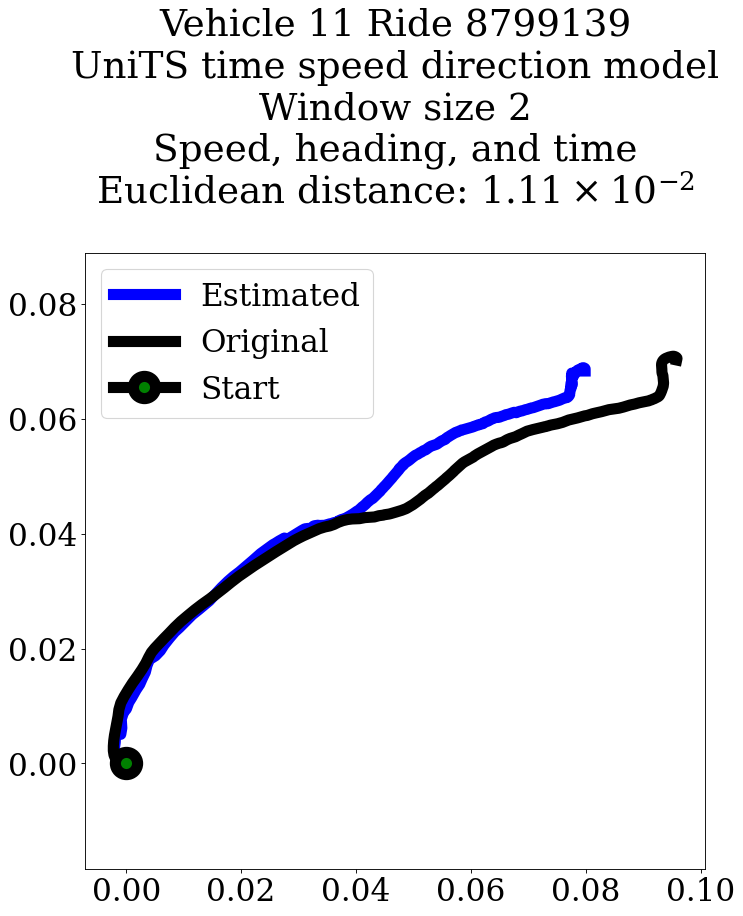 Vehicle 11 Ride 8799139
UniTS time speed direction model
Window size 2
Speed, heading, and time
Euclidean distance: 1.11 × 10⁻²
Estimated
Original
Start
0.08
0.06
0.04
0.02
0.00
0.00 0.02 0.04 0.06 0.08 0.10